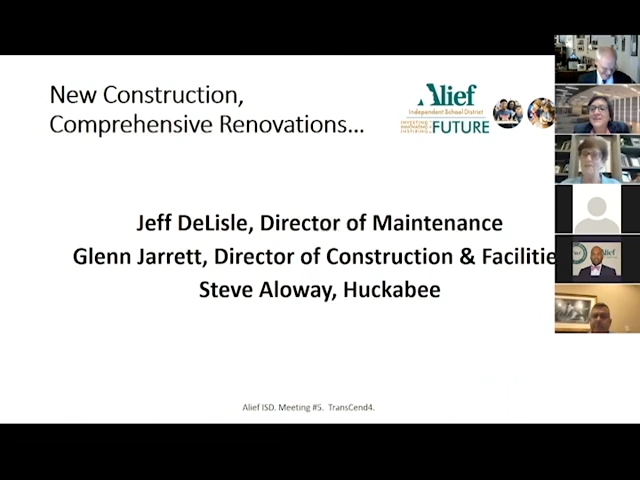 New Construction,
Comprehensive Renovations...
Alief
Independent School District
FUTURE
Jeff DeLisle, Director of Maintenance
Glenn Jarrett, Director of Construction & Facilitie
Steve Aloway, Huckabee
Alief ISD. Meeting #5. TransCend4.